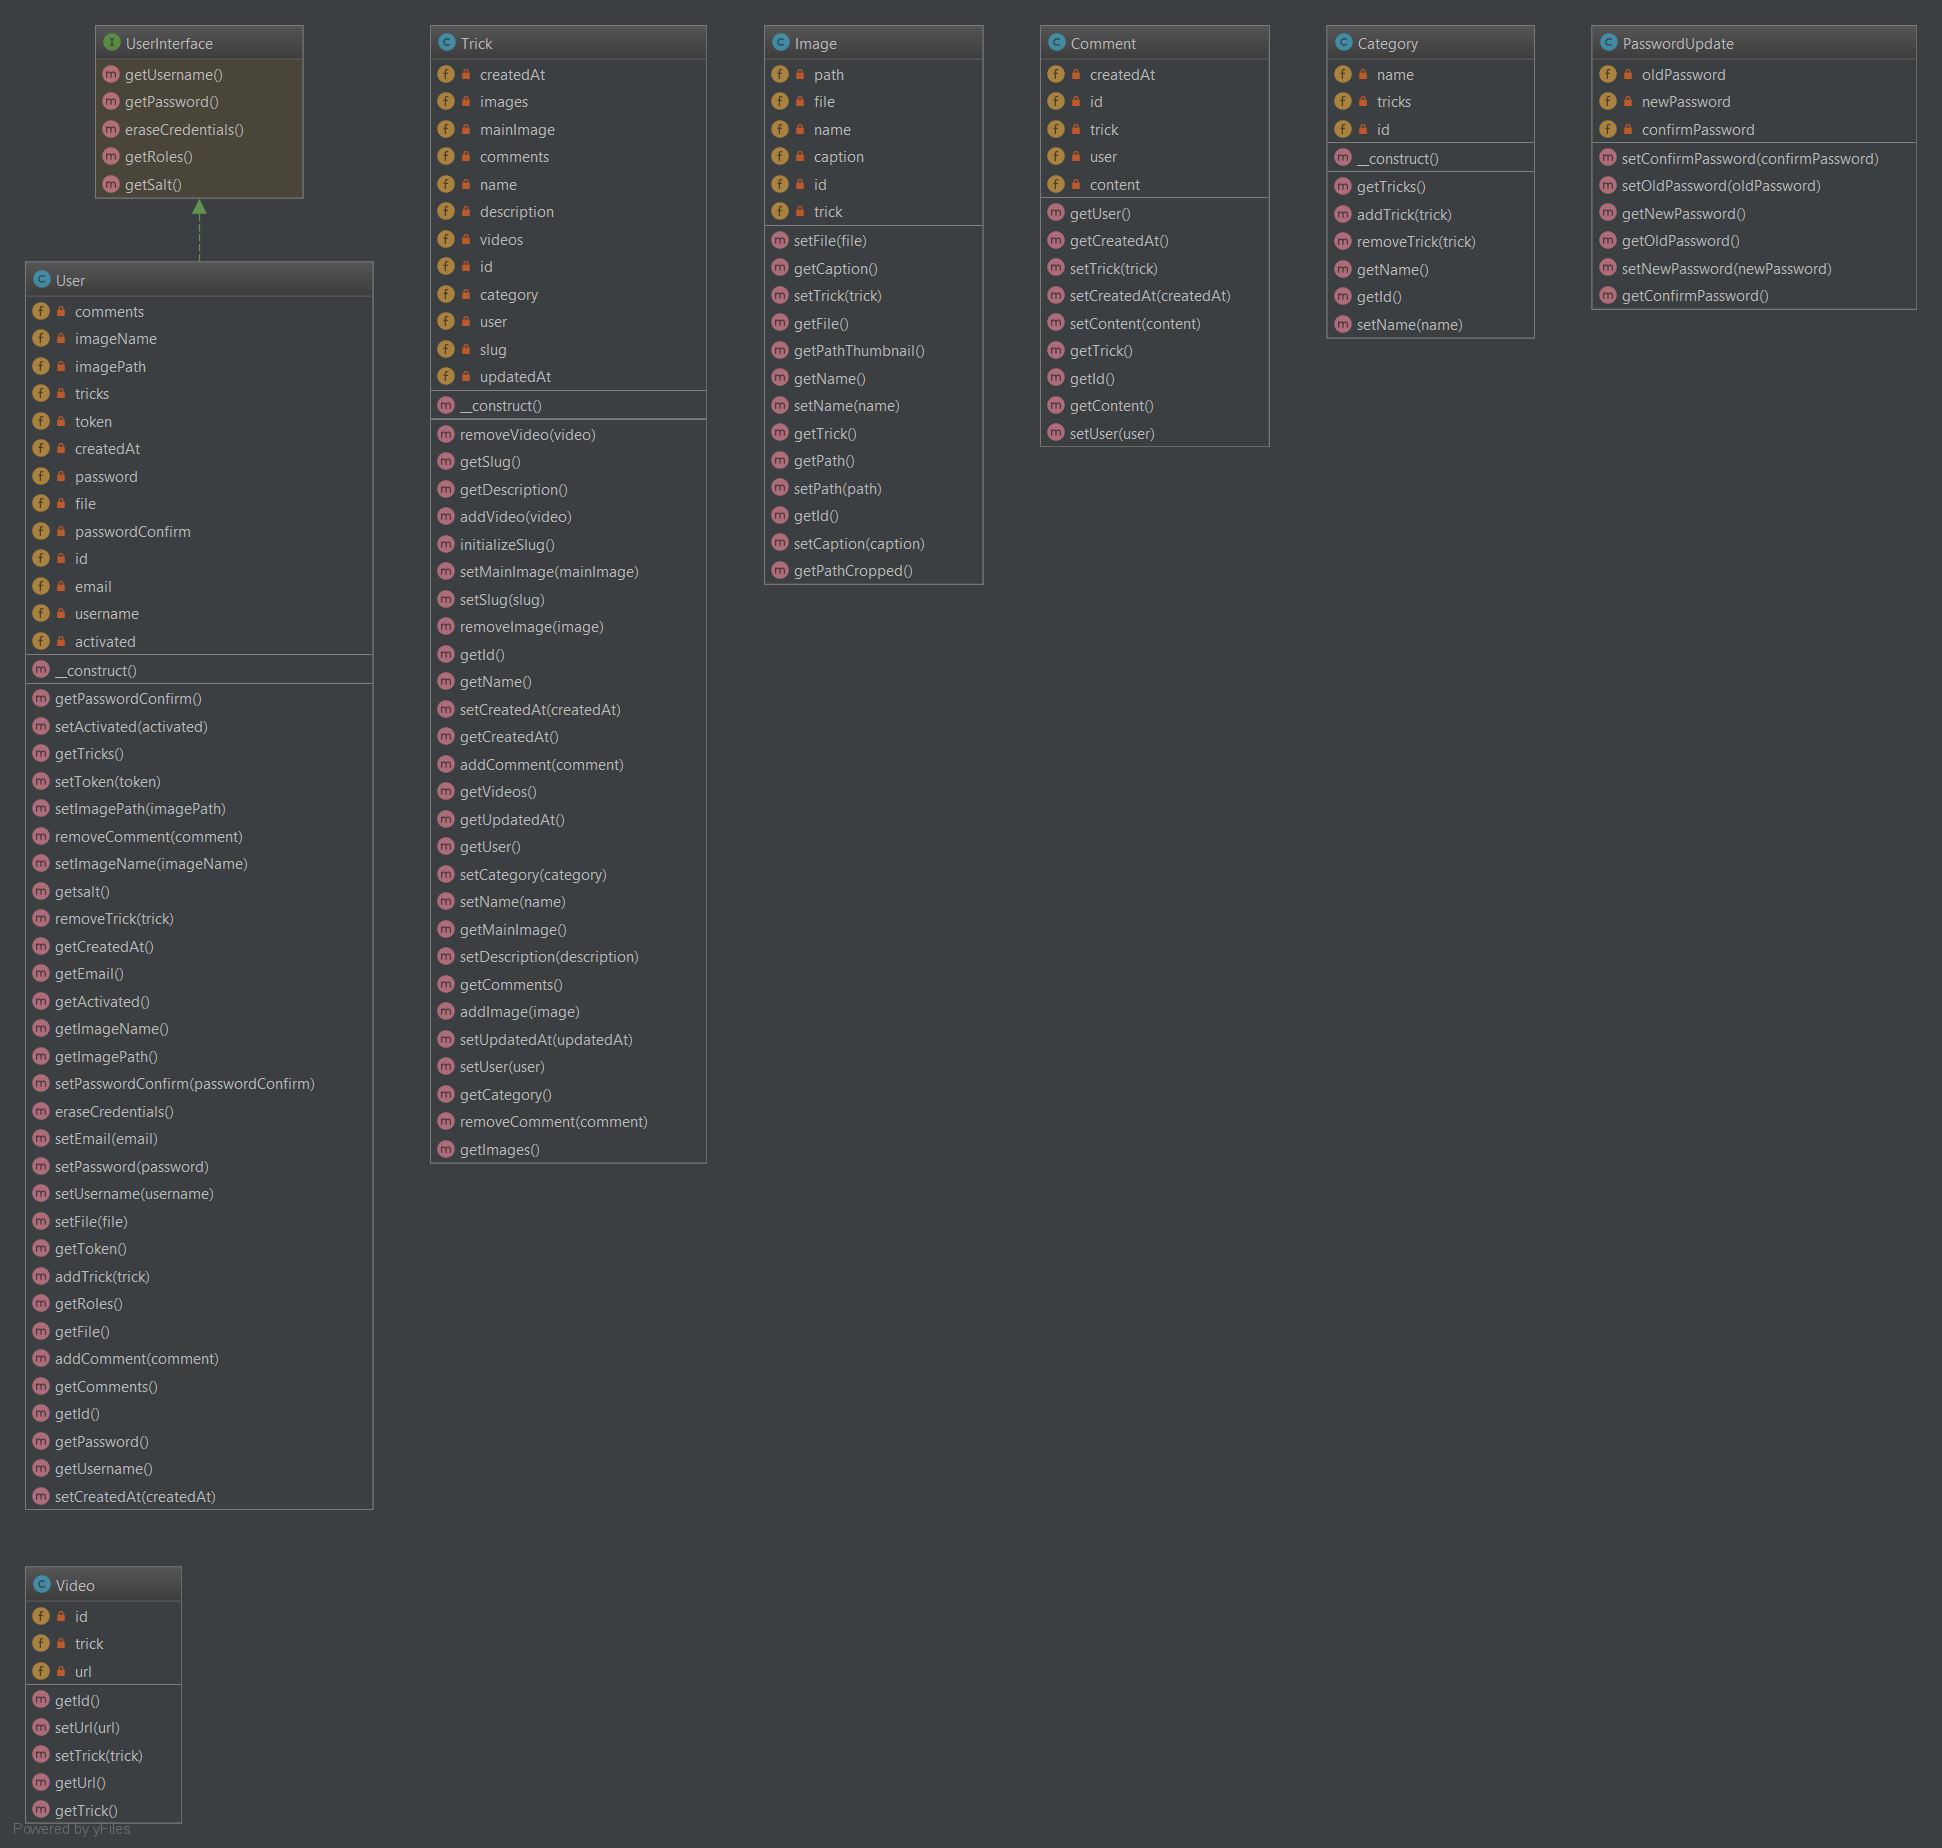 UserInterface
getUsername()
getPassword()
eraseCredentials()
getRoles()
getSalt()
User
comments
imageName
imagePath
tricks
token
createdAt
password
file
passwordConfirm
id
email
username
activated
__construct()
getPasswordConfirm()
setActivated(activated)
getTricks()
setToken(token)
setImagePath(imagePath)
removeComment(comment)
setImageName(imageName)
getsalt()
removeTrick(trick)
getCreatedAt()
getEmail()
getActivated()
getImageName()
getImagePath()
setPasswordConfirm(passwordConfirm)
eraseCredentials()
setEmail(email)
setPassword(password)
setUsername(username)
setFile(file)
getToken()
addTrick(trick)
getRoles()
getFile()
addComment(comment)
getComments()
getId()
getPassword()
getUsername()
setCreatedAt(createdAt)
Trick
createdAt
images
mainImage
comments
name
description
videos
id
category
user
slug
updatedAt
__construct()
removeVideo(video)
getSlug()
getDescription()
addVideo(video)
initializeSlug()
setMainImage(mainImage)
setSlug(slug)
removeImage(image)
getId()
getName()
setCreatedAt(createdAt)
getCreatedAt()
addComment(comment)
getVideos()
getUpdatedAt()
getUser()
setCategory(category)
setName(name)
getMainImage()
setDescription(description)
getComments()
addImage(image)
setUpdatedAt(updatedAt)
setUser(user)
getCategory()
removeComment(comment)
getImages()
Image
path
file
name
caption
id
trick
setFile(file)
getCaption()
setTrick(trick)
getFile()
getPathThumbnail()
getName()
setName(name)
getTrick()
getPath()
setPath(path)
getId()
setCaption(caption)
getPathCropped()
Comment
createdAt
id
trick
user
content
getUser()
getCreatedAt()
setTrick(trick)
setCreatedAt(createdAt)
setContent(content)
getTrick()
getId()
getContent()
setUser(user)
Category
name
tricks
id
__construct()
getTricks()
addTrick(trick)
removeTrick(trick)
getName()
getId()
setName(name)
PasswordUpdate
oldPassword
newPassword
confirmPassword
setConfirmPassword(confirmPassword)
setOldPassword(oldPassword)
getNewPassword()
getOldPassword()
setNewPassword(newPassword)
getConfirmPassword()
Video
id
trick
url
getId()
setUrl(url)
setTrick(trick)
getUrl()
getTrick()
Powered by yFiles